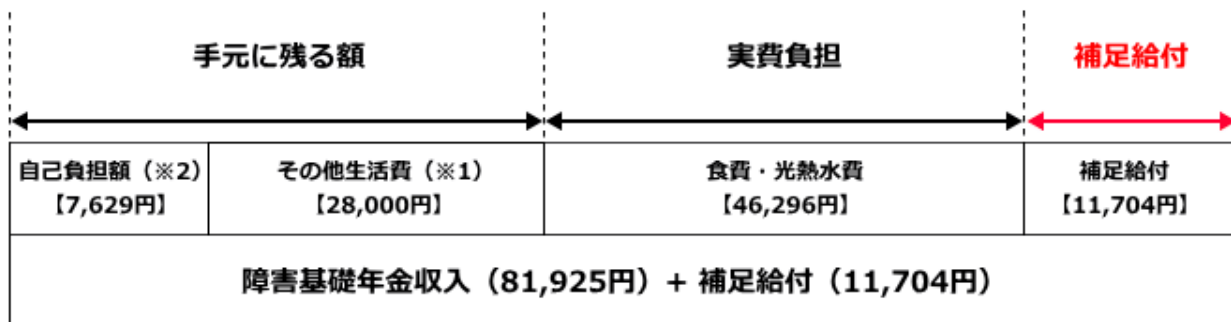 手元に残る額
実費負担
補足給付
自己負担額（※2）
【7,629円】
その他生活費（※1）
【28,000円】
食費・光熱水費
【46,296円】
補足給付
【11,704円】
障害基礎年金収入（81,925円）+ 補足給付（11,704円）